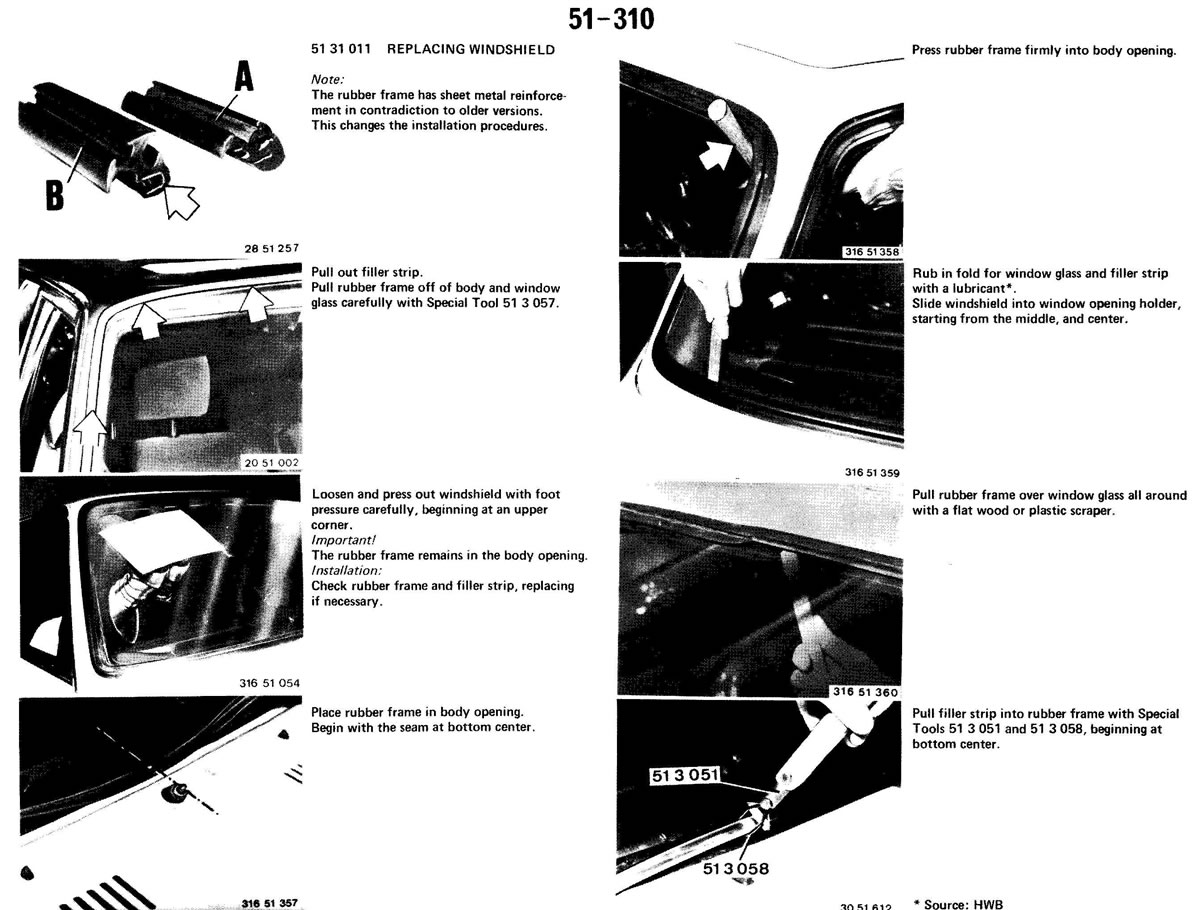 51-310
51 31 011 REPLACING WINDSHIELD
Note:
The rubber frame has sheet metal reinforce-
ment in contradiction to older versions.
This changes the installation procedures.
A
B
28 51 257
Pull out filler strip.
Pull rubber frame off of body and window
glass carefully with Special Tool 51 3 057.
20 51 002
Loosen and press out windshield with foot
pressure carefully, beginning at an upper
corner.
Important!
The rubber frame remains in the body opening.
Installation:
Check rubber frame and filler strip, replacing
if necessary.
316 51 054
Place rubber frame in body opening.
Begin with the seam at bottom center.
316 51 357
Press rubber frame firmly into body opening.
316 51 358
Rub in fold for window glass and filler strip
with a lubricant*.
Slide windshield into window opening holder,
starting from the middle, and center.
316 51 359
Pull rubber frame over window glass all around
with a flat wood or plastic scraper.
316 51 360
Pull filler strip into rubber frame with Special
Tools 51 3 051 and 51 3 058, beginning at
bottom center.
51 3 051
51 3 058
30 51 612
* Source: HWB